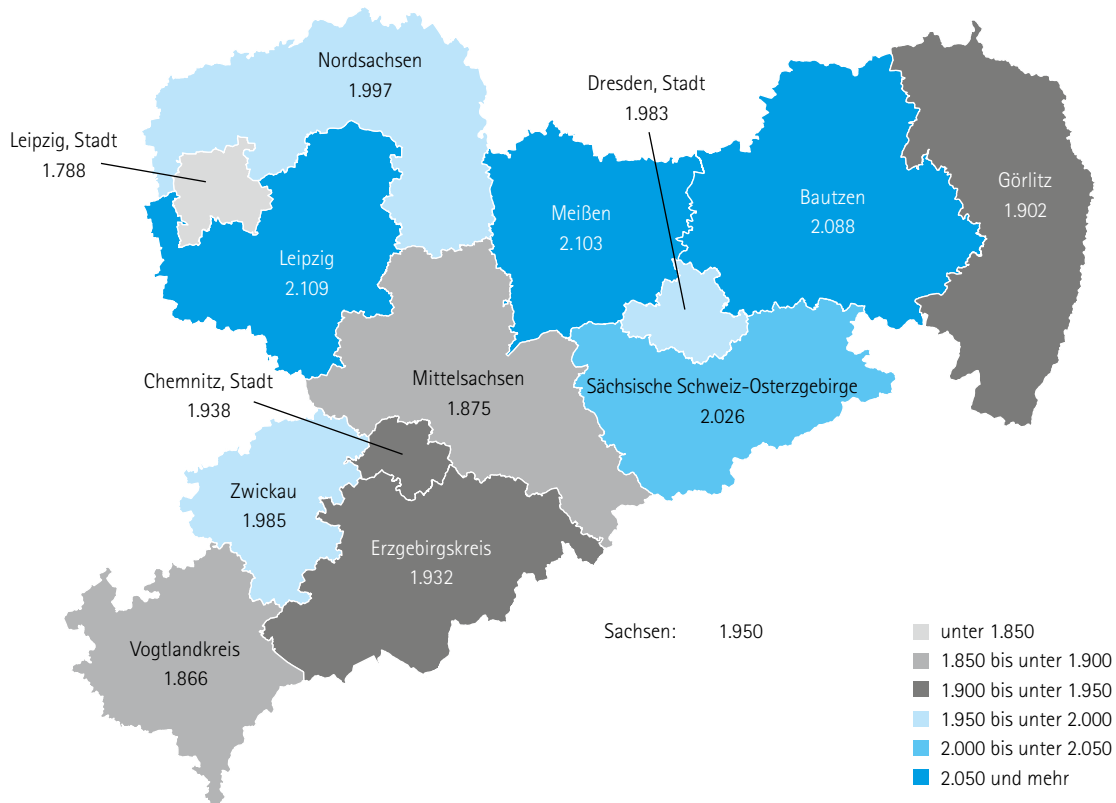 Nordsachsen
1.997
Dresden, Stadt
1.983
Leipzig, Stadt
1.788
Görlitz
1.902
Bautzen
2.088
Meißen
2.103
Leipzig
2.109
Chemnitz, Stadt
1.938
Mittelsachsen
1.875
Sächsische Schweiz-Osterzgebirge
2.026
Zwickau
1.985
Erzgebirgskreis
1.932
Vogtlandkreis
1.866
Sachsen: 1.950
unter 1.850
1.850 bis unter 1.900
1.900 bis unter 1.950
1.950 bis unter 2.000
2.000 bis unter 2.050
2.050 und mehr